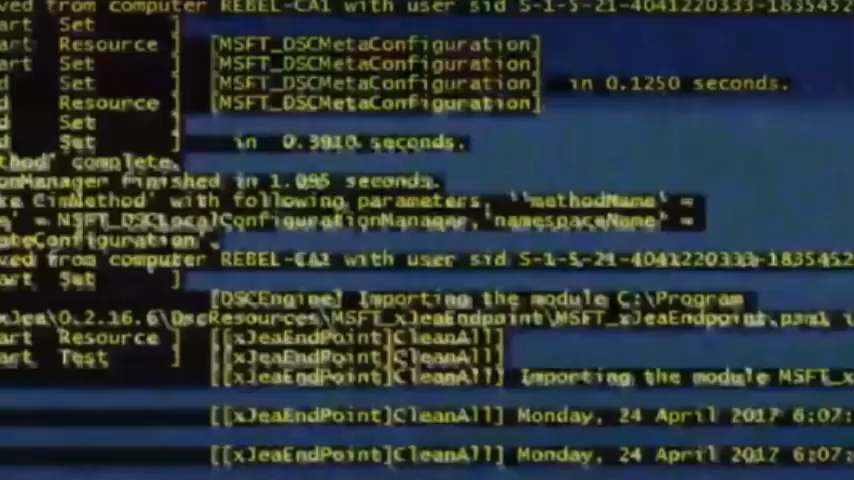 ved from computer REBEL-CA1 with user sid S-1-5-21-4041220333-1835452
art Set
art Resource ] [MSFT_DSCMetaConfiguration]
art Set ] [MSFT_DSCMetaConfiguration]
d Set ] [MSFT_DSCMetaConfiguration] in 0.1250 seconds.
d Resource ] [MSFT_DSCMetaConfiguration]
d Set
d Set ] in 0.3910 seconds.
thod' complete.
onManager finished in 1.095 seconds.
ke CimMethod' with following parameters, ''methodName' =
e' = MSFT_DSCLocalConfigurationManager,'namespaceName' =
ateConfiguration'.
ved from computer REBEL-CA1 with user sid S-1-5-21-4041220333-1835452
art Set ]
[DSCEngine] Importing the module C:\Program
xJea\0.2.16.6\DscResources\MSFT_xJeaEndpoint\MSFT_xJeaEndpoint.psm1 i
art Resource ] [[xJeaEndPoint]CleanAll]
art Test ] [[xJeaEndPoint]CleanAll]
[[xJeaEndPoint]CleanAll] Importing the module MSFT_x
[[xJeaEndPoint]CleanAll] Monday, 24 April 2017 6:07:
[[xJeaEndPoint]CleanAll] Monday, 24 April 2017 6:07: